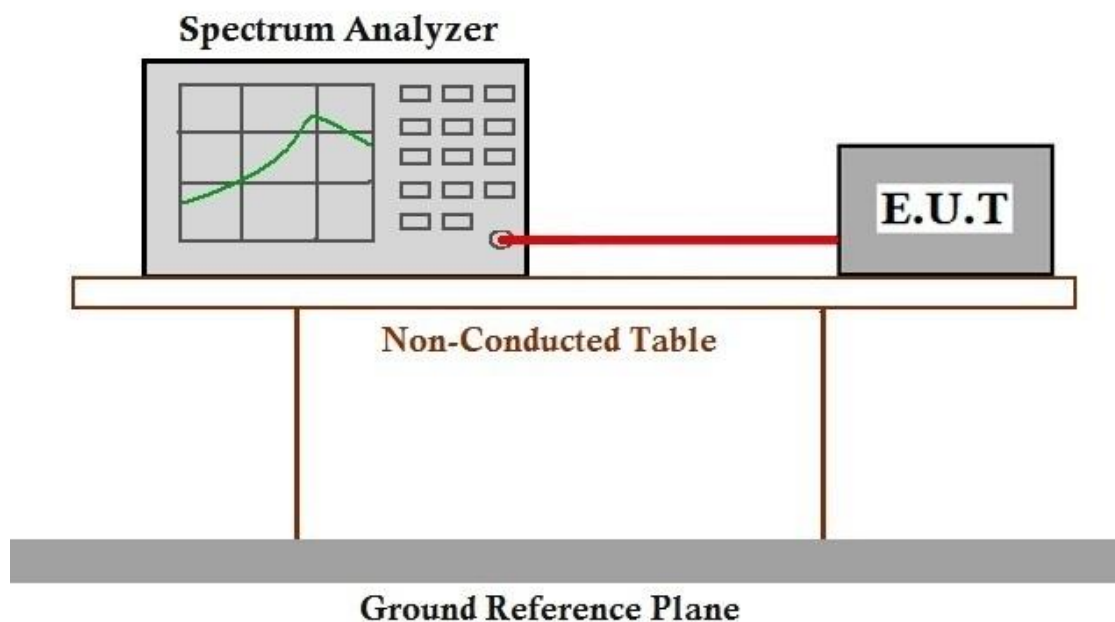 Spectrum Analyzer
E.U.T
Non-Conducted Table
Ground Reference Plane